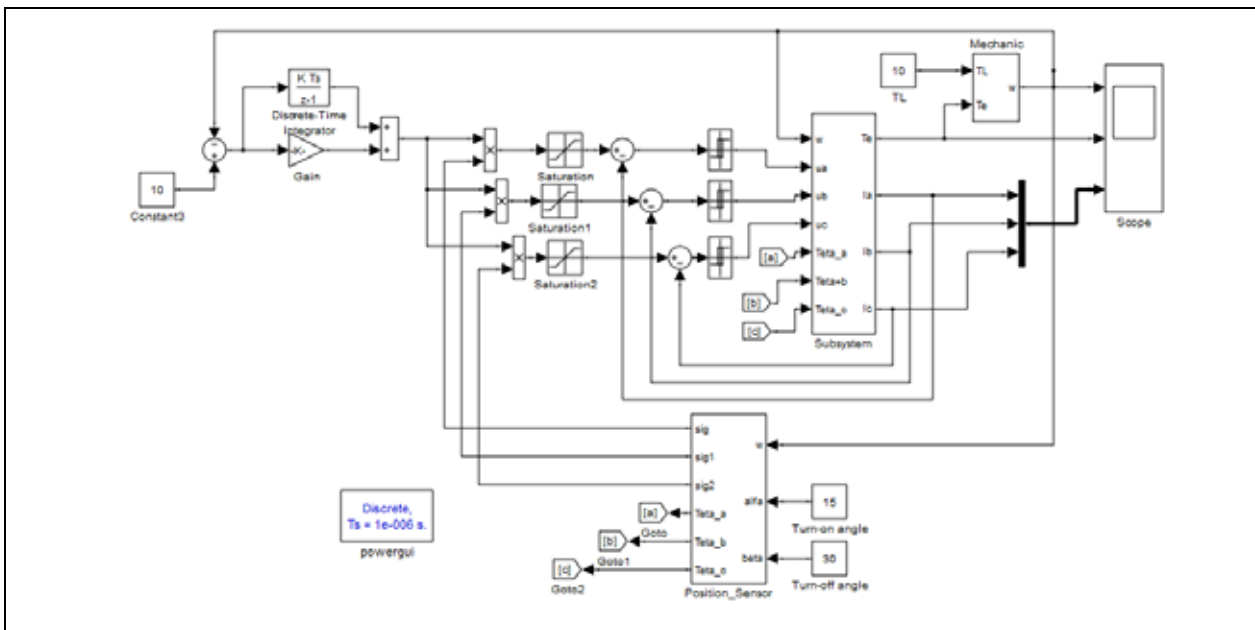 Mechanic
10
TL
TL
Te
w
K Ts
z-1
Discrete-Time
Integrator
-K-
Gain
10
Constant3
Saturation
Saturation1
Saturation2
w
ua
ub
uc
Teta_a
Teta=b
Teta_c
Te
Ia
Ib
Ic
Subsystem
[a]
[b]
[c]
Scope
sig
sig1
sig2
Teta_a
Teta_b
Teta_c
w
alfa
beta
Position_Sensor
15
Turn-on angle
30
Turn-off angle
[a]
Goto
[b]
Goto1
[c]
Goto2
Discrete,
Ts = 1e-006 s.
powergui